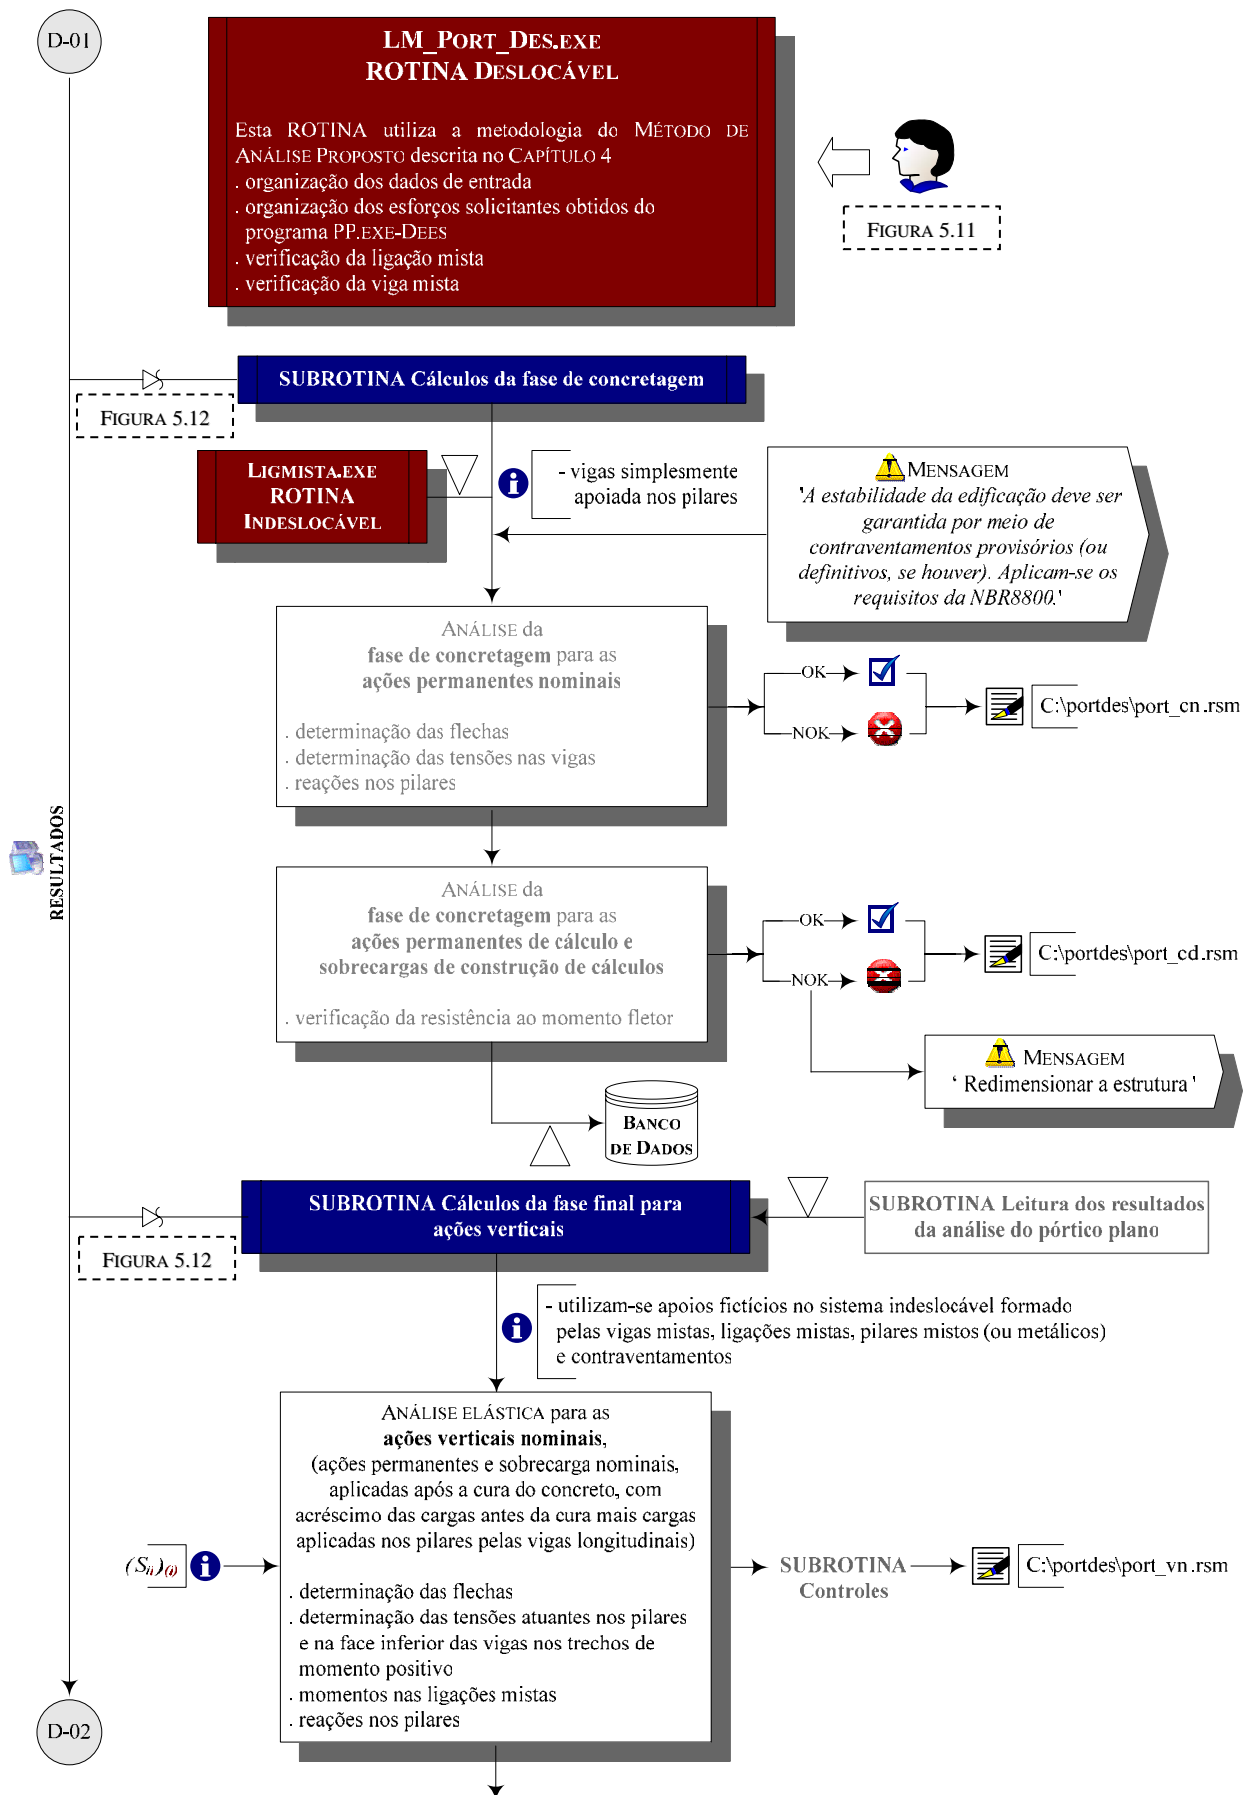 D-01
LM_PORT_DES.EXE
ROTINA DESLOCÁVEL
Esta ROTINA utiliza a metodologia do MÉTODO DE
ANÁLISE PROPOSTO descrita no CAPÍTULO 4
. organização dos dados de entrada
. organização dos esforços solicitantes obtidos do
programa PP.EXE-DEES
. verificação da ligação mista
. verificação da viga mista
FIGURA 5.11
SUBROTINA Cálculos da fase de concretagem
FIGURA 5.12
LIGMISTA.EXE
ROTINA
INDESLOCÁVEL
i
- vigas simplesmente
apoiada nos pilares
MENSAGEM
'A estabilidade da edificação deve ser
garantida por meio de
contraventamentos provisórios (ou
definitivos, se houver). Aplicam-se os
requisitos da NBR8800.'
ANÁLISE da
fase de concretagem para as
ações permanentes nominais
. determinação das flechas
. determinação das tensões nas vigas
. reações nos pilares
OK
NOK
C:\portdes\port_cn.rsm
RESULTADOS
ANÁLISE da
fase de concretagem para as
ações permanentes de cálculo e
sobrecargas de construção de cálculos
. verificação da resistência ao momento fletor
OK
NOK
C:\portdes\port_cd.rsm
MENSAGEM
' Redimensionar a estrutura '
BANCO
DE DADOS
SUBROTINA Cálculos da fase final para
ações verticais
SUBROTINA Leitura dos resultados
da análise do pórtico plano
FIGURA 5.12
i
- utilizam-se apoios fictícios no sistema indeslocável formado
pelas vigas mistas, ligações mistas, pilares mistos (ou metálicos)
e contraventamentos
ANÁLISE ELÁSTICA para as
ações verticais nominais,
(ações permanentes e sobrecarga nominais,
aplicadas após a cura do concreto, com
acréscimo das cargas antes da cura mais cargas
aplicadas nos pilares pelas vigas longitudinais)
. determinação das flechas
. determinação das tensões atuantes nos pilares
e na face inferior das vigas nos trechos de
momento positivo
. momentos nas ligações mistas
. reações nos pilares
(Sii)(i)
i
SUBROTINA
Controles
C:\portdes\port_vn.rsm
D-02